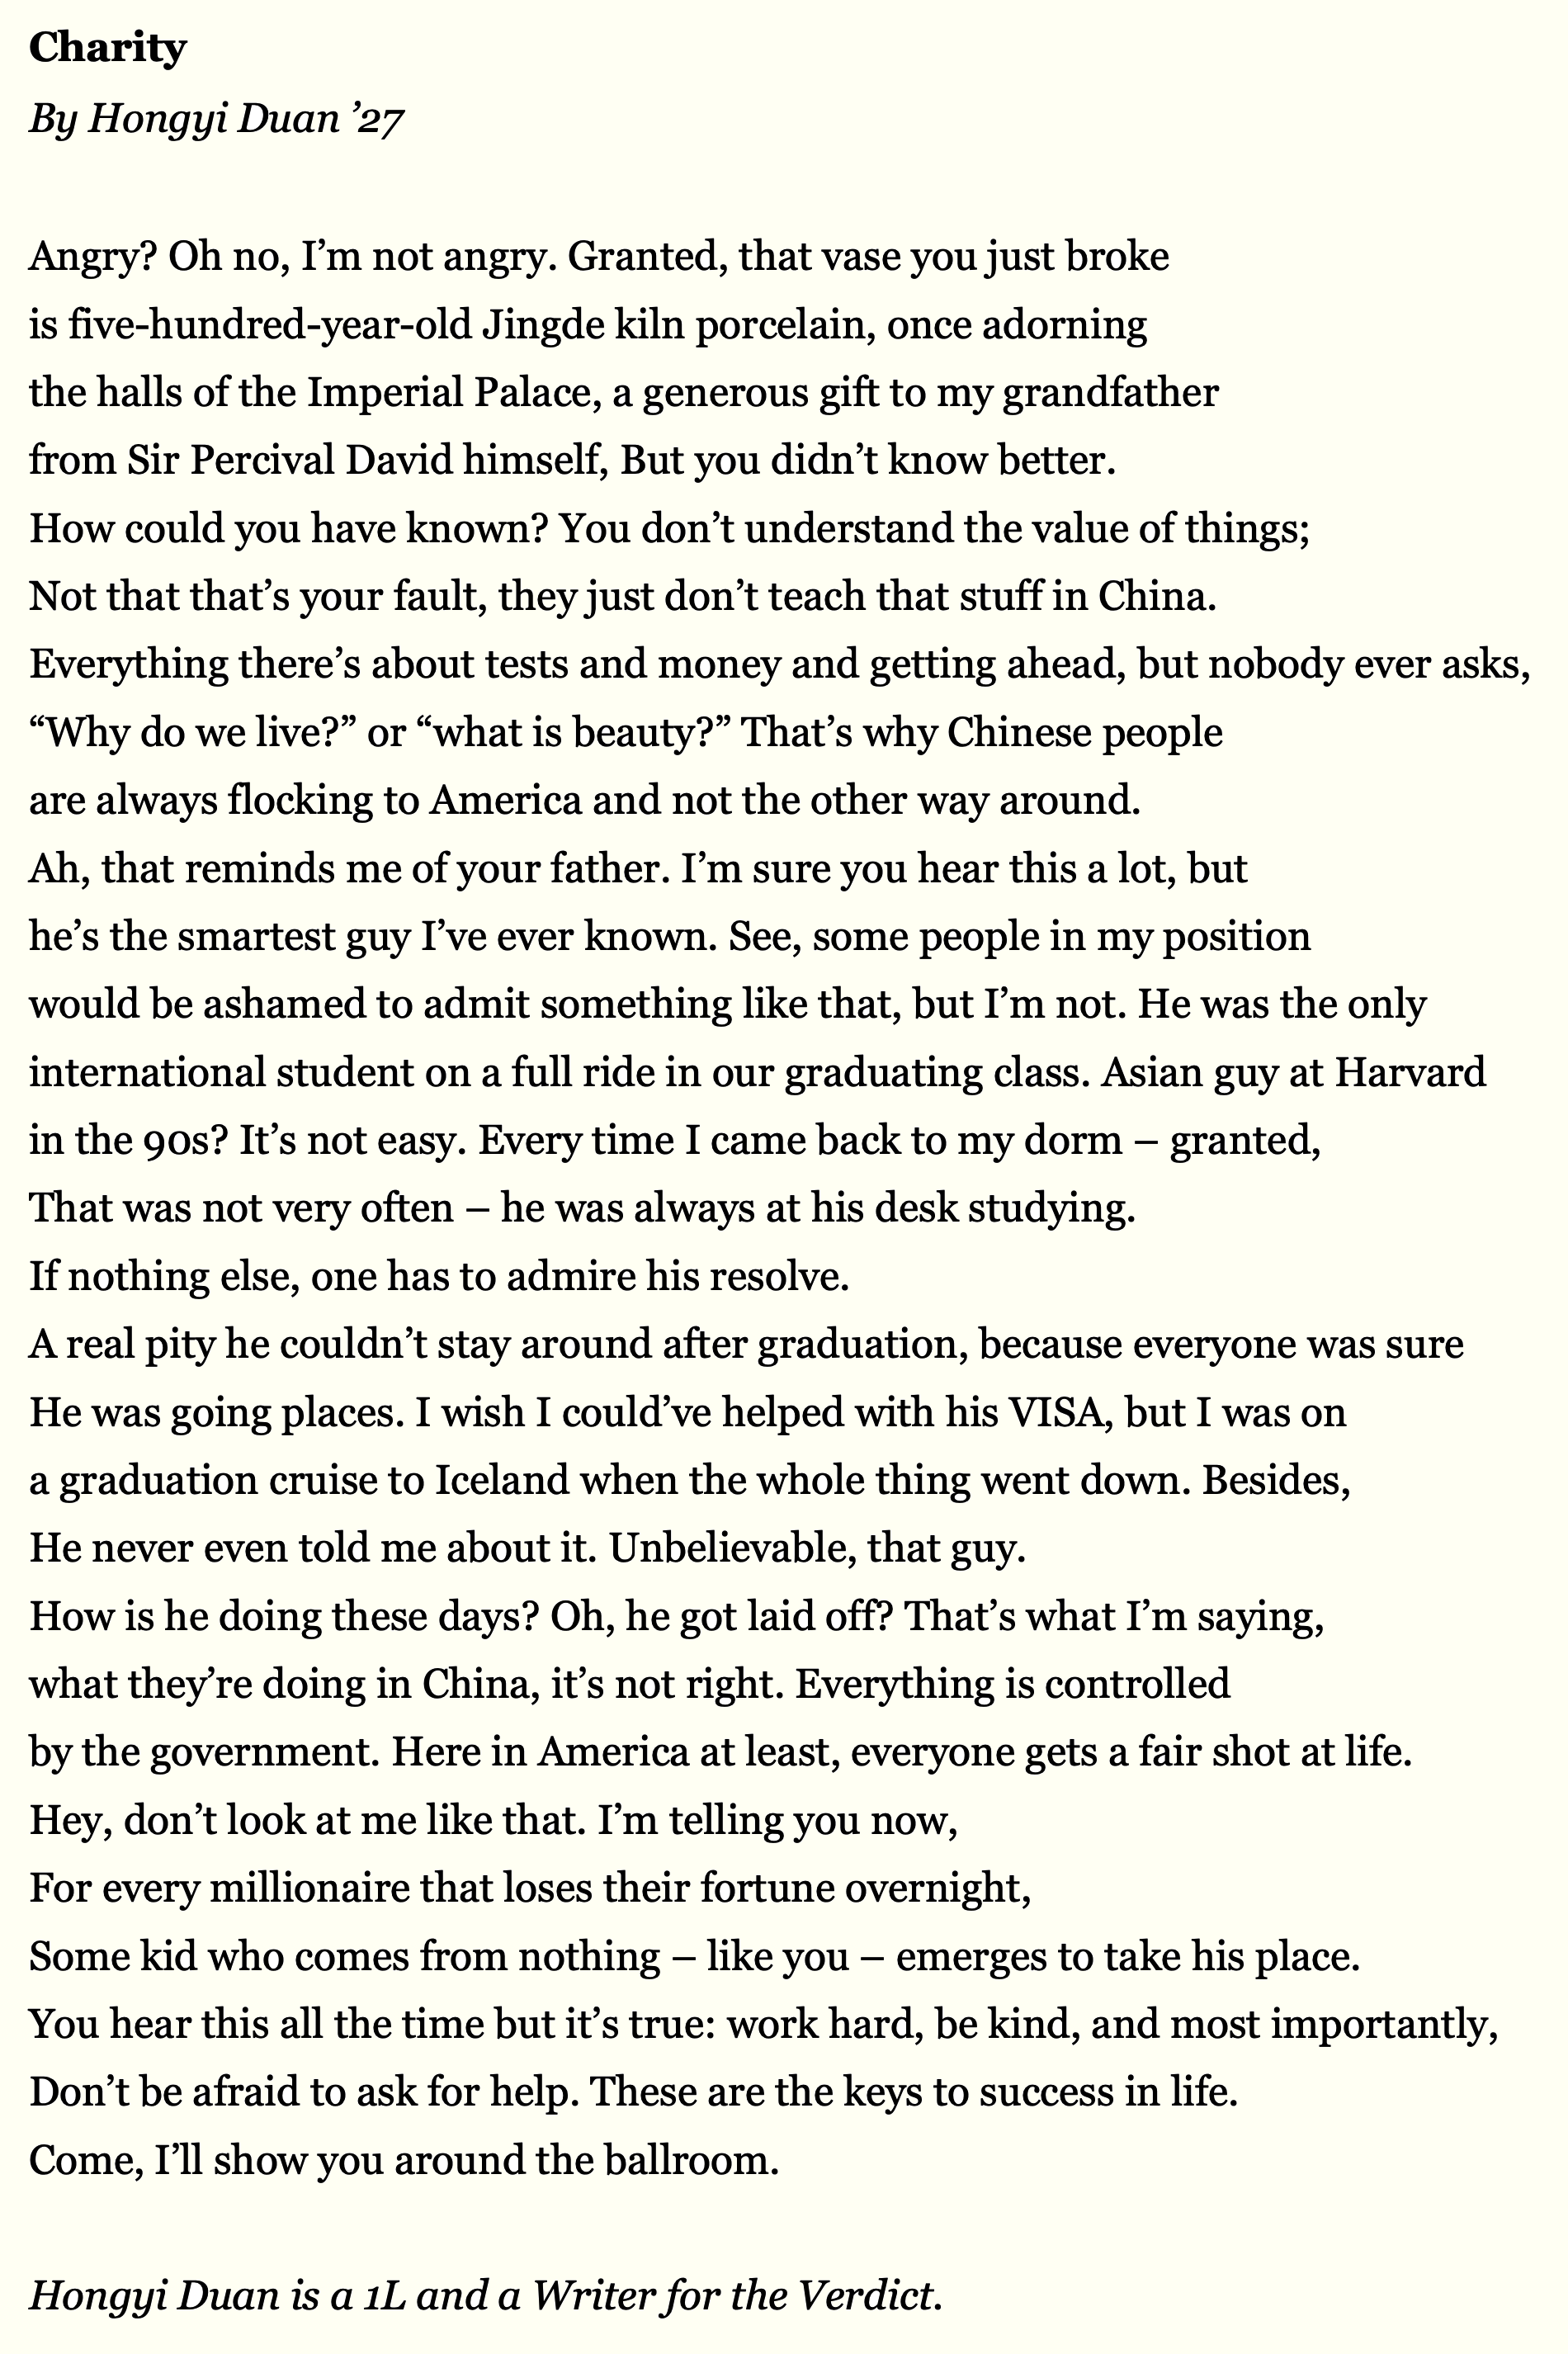 Charity
By Hongyi Duan ’27
Angry? Oh no, I’m not angry. Granted, that vase you just broke
is five-hundred-year-old Jingde kiln porcelain, once adorning
the halls of the Imperial Palace, a generous gift to my grandfather
from Sir Percival David himself, But you didn’t know better.
How could you have known? You don’t understand the value of things;
Not that that’s your fault, they just don’t teach that stuff in China.
Everything there’s about tests and money and getting ahead, but nobody ever asks,
“Why do we live?” or “what is beauty?” That’s why Chinese people
are always flocking to America and not the other way around.
Ah, that reminds me of your father. I’m sure you hear this a lot, but
he’s the smartest guy I’ve ever known. See, some people in my position
would be ashamed to admit something like that, but I’m not. He was the only
international student on a full ride in our graduating class. Asian guy at Harvard
in the 90s? It’s not easy. Every time I came back to my dorm – granted,
That was not very often – he was always at his desk studying.
If nothing else, one has to admire his resolve.
A real pity he couldn’t stay around after graduation, because everyone was sure
He was going places. I wish I could’ve helped with his VISA, but I was on
a graduation cruise to Iceland when the whole thing went down. Besides,
He never even told me about it. Unbelievable, that guy.
How is he doing these days? Oh, he got laid off? That’s what I’m saying,
what they’re doing in China, it’s not right. Everything is controlled
by the government. Here in America at least, everyone gets a fair shot at life.
Hey, don’t look at me like that. I’m telling you now,
For every millionaire that loses their fortune overnight,
Some kid who comes from nothing – like you – emerges to take his place.
You hear this all the time but it’s true: work hard, be kind, and most importantly,
Don’t be afraid to ask for help. These are the keys to success in life.
Come, I’ll show you around the ballroom.
Hongyi Duan is a 1L and a Writer for the Verdict.